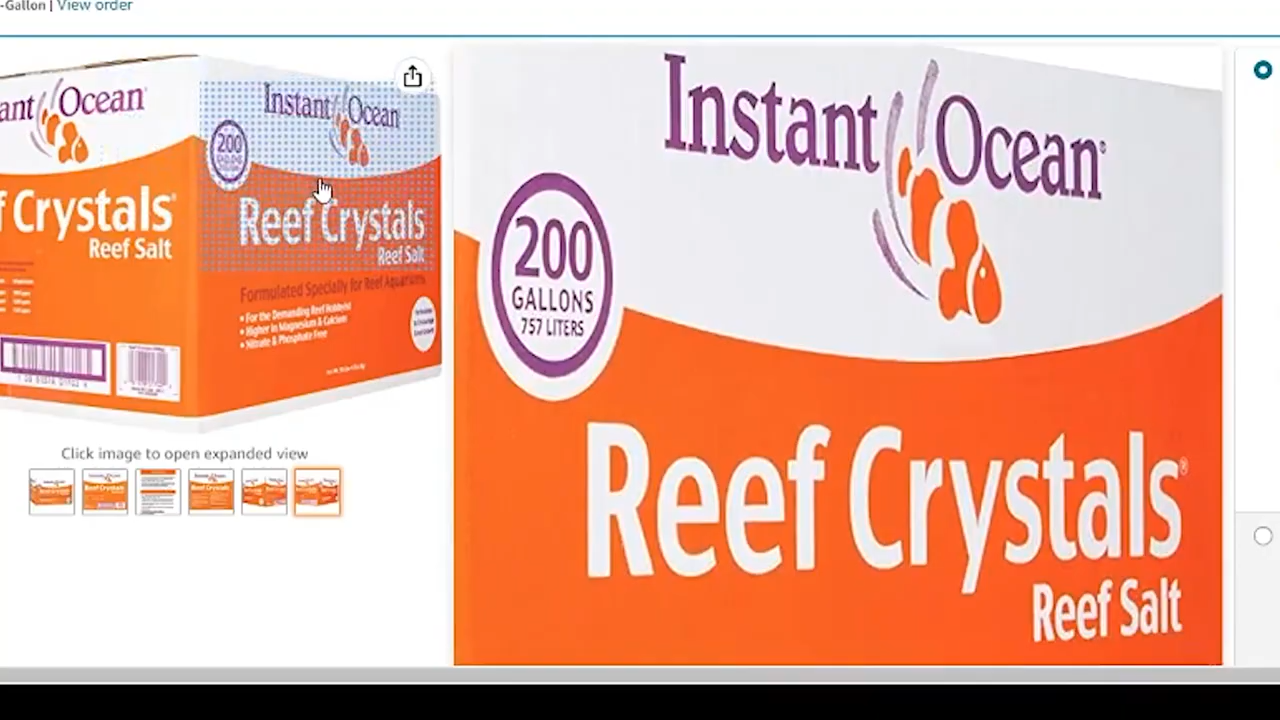 -Gallon | View order
ant Ocean
Instant Ocean
200
f Crystals®
Reef Salt
Reef Crystals
Reef Salt
Formulated Specially for Reef Aquariums
• For the Demanding Reef Hobbyist
• Higher in Magnesium & Calcium
• Nitrate & Phosphate Free
Click image to open expanded view
Instant Ocean®
200
GALLONS
757 LITERS
Reef Crystals®
Reef Salt